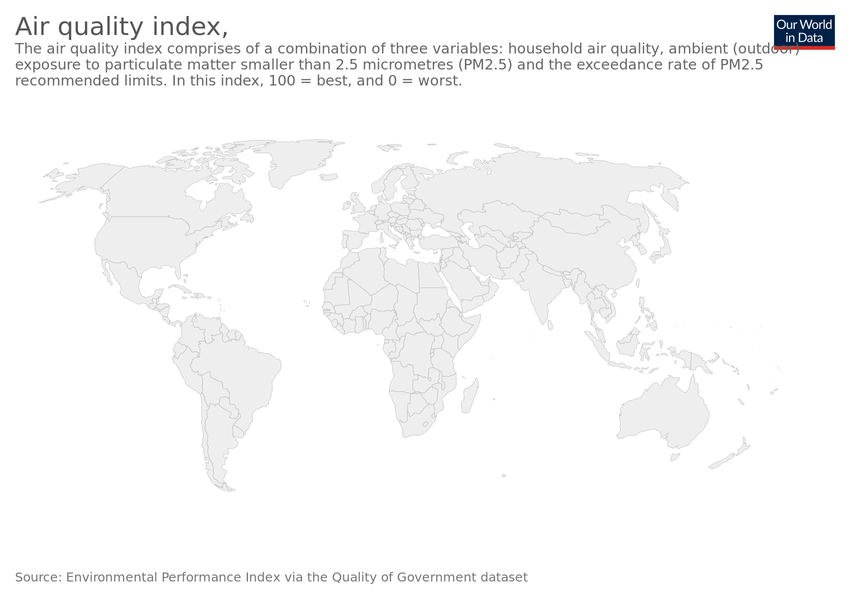 Air quality index,
Our World
in Data
The air quality index comprises of a combination of three variables: household air quality, ambient (outdoor)
exposure to particulate matter smaller than 2.5 micrometres (PM2.5) and the exceedance rate of PM2.5
recommended limits. In this index, 100 = best, and 0 = worst.
Source: Environmental Performance Index via the Quality of Government dataset